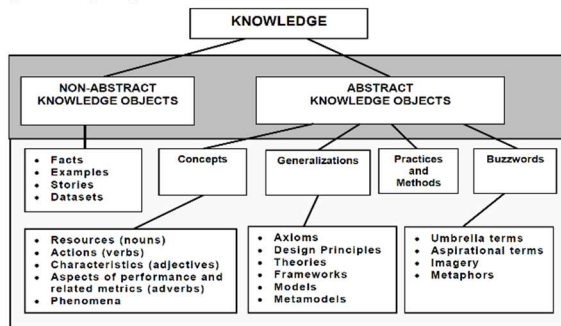 KNOWLEDGE
NON-ABSTRACT
KNOWLEDGE OBJECTS
ABSTRACT
KNOWLEDGE OBJECTS
• Facts
• Examples
• Stories
• Datasets
Concepts
Generalizations
Practices
and
Methods
Buzzwords
• Resources (nouns)
• Actions (verbs)
• Characteristics (adjectives)
• Aspects of performance and
related metrics (adverbs)
• Phenomena
• Axioms
• Design Principles
• Theories
• Frameworks
• Models
• Metamodels
• Umbrella terms
• Aspirational terms
• Imagery
• Metaphors